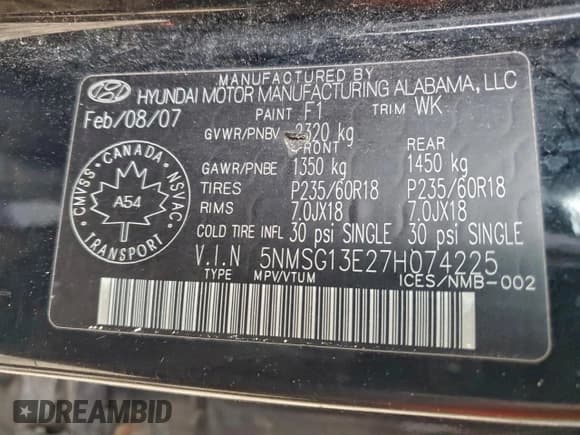 MANUFACTURED BY
HYUNDAI MOTOR MANUFACTURING ALABAMA, LLC
Feb/08/07 PAINT F1 TRIM WK
GVWR/PNBV 2320 kg
FRONT REAR
GAWR/PNBE 1350 kg 1450 kg
TIRES P235/60R18 P235/60R18
RIMS 7.0JX18 7.0JX18
COLD TIRE INFL 30 psi SINGLE 30 psi SINGLE
V.I.N 5NMSG13E27H074225
TYPE MPV/VTUM ICES/NMB-002
CANADA
CMVSS NSVAC
A54
TRANSPORT
DREAMBID